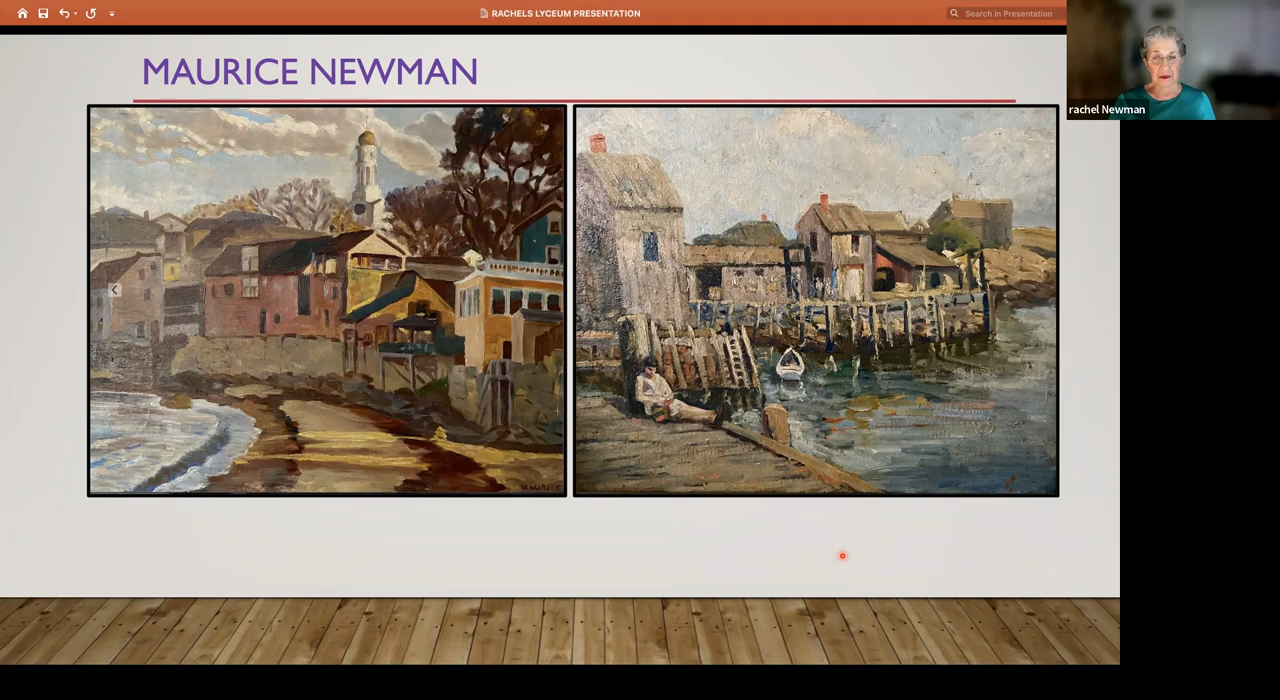 RACHELS LYCEUM PRESENTATION
Search in Presentation
MAURICE NEWMAN
rachel Newman